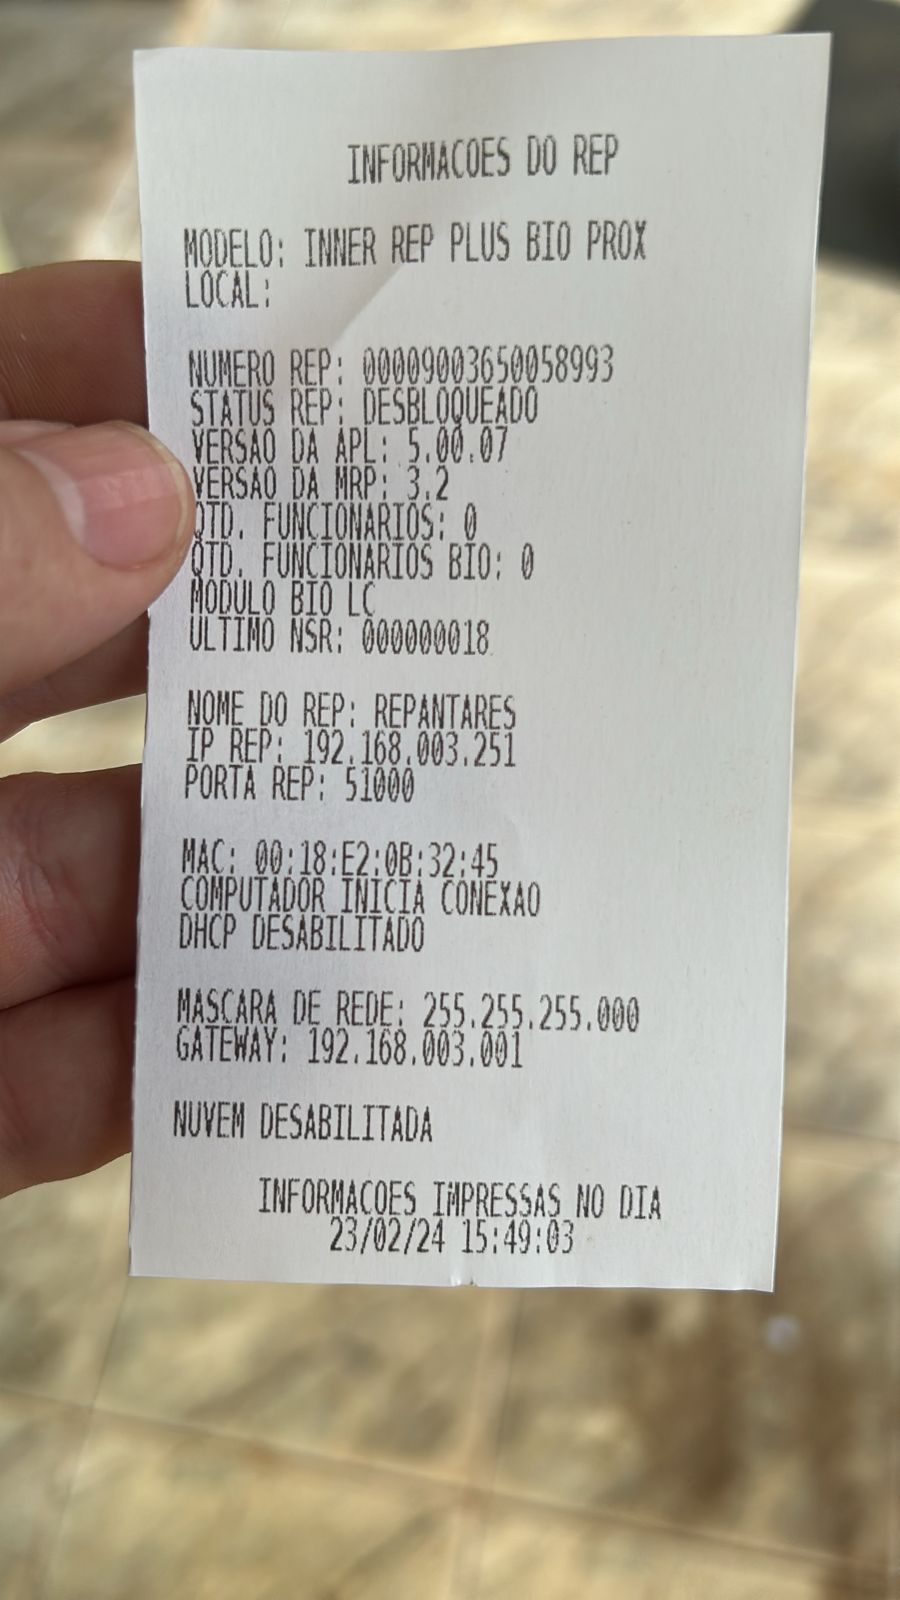 INFORMACOES DO REP
MODELO: INNER REP PLUS BIO PROX
LOCAL:
NUMERO REP: 00009003650058993
STATUS REP: DESBLOQUEADO
VERSAO DA APL: 5.00.07
VERSAO DA MRP: 3.2
QTD. FUNCIONARIOS: 0
QTD. FUNCIONARIOS BIO: 0
MODULO BIO LC
ULTIMO NSR: 000000018
NOME DO REP: REPANTARES
IP REP: 192.168.003.251
PORTA REP: 51000
MAC: 00:18:E2:0B:32:45
COMPUTADOR INICIA CONEXAO
DHCP DESABILITADO
MASCARA DE REDE: 255.255.255.000
GATEWAY: 192.168.003.001
NUVEM DESABILITADA
INFORMACOES IMPRESSAS NO DIA
23/02/24 15:49:03